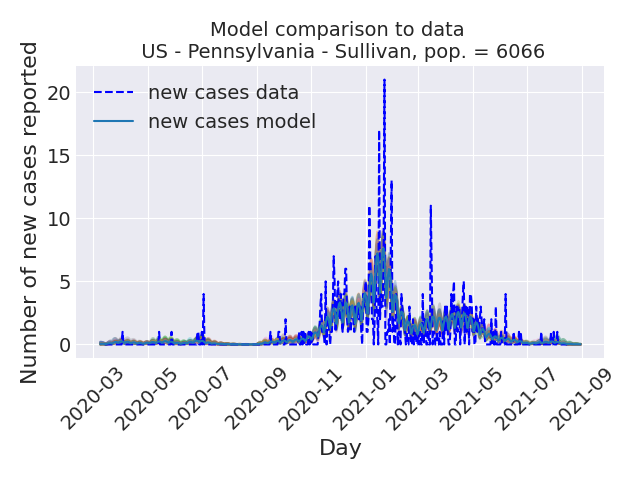 Model comparison to data
US - Pennsylvania - Sullivan, pop. = 6066
Number of new cases reported
20
15
10
5
0
new cases data
new cases model
2020-03
2020-05
2020-07
2020-09
2020-11
2021-01
2021-03
2021-05
2021-07
2021-09
Day